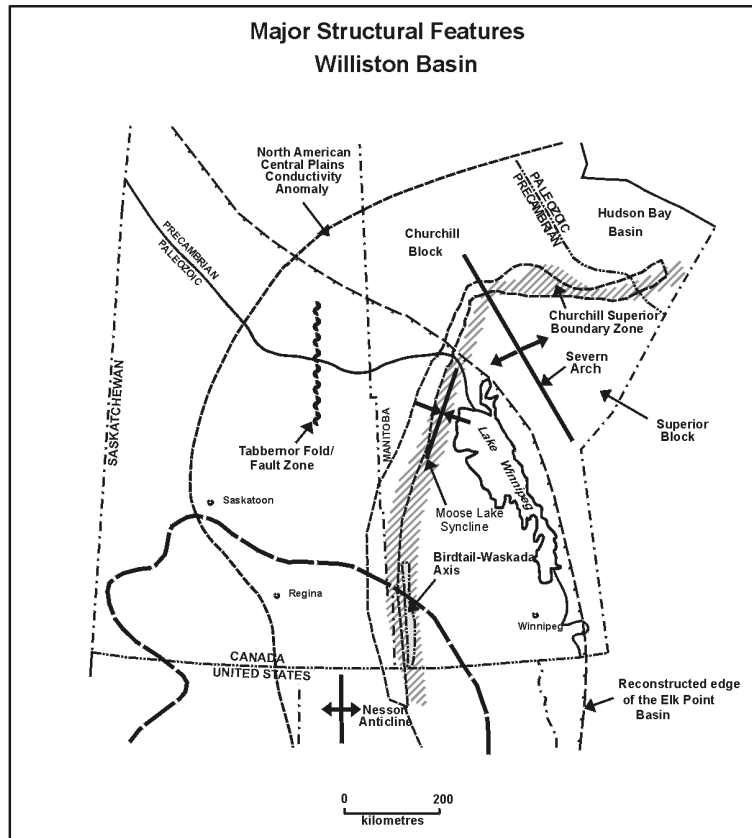 Major Structural Features
Williston Basin
North American
Central Plains
Conductivity
Anomaly
PALEOZOIC
PRECAMBRIAN
Hudson Bay
Basin
Churchill
Block
PRECAMBRIAN
PALEOZOIC
Churchill Superior
Boundary Zone
Severn
Arch
SASKATCHEWAN
Superior
Block
Tabbernor Fold/
Fault Zone
MANITOBA
Lake Winnipeg
Saskatoon
Moose Lake
Syncline
Birdtail-Waskada
Axis
Regina
Winnipeg
CANADA
UNITED STATES
Nesson
Anticline
Reconstructed edge
of the Elk Point
Basin
0 200
kilometres